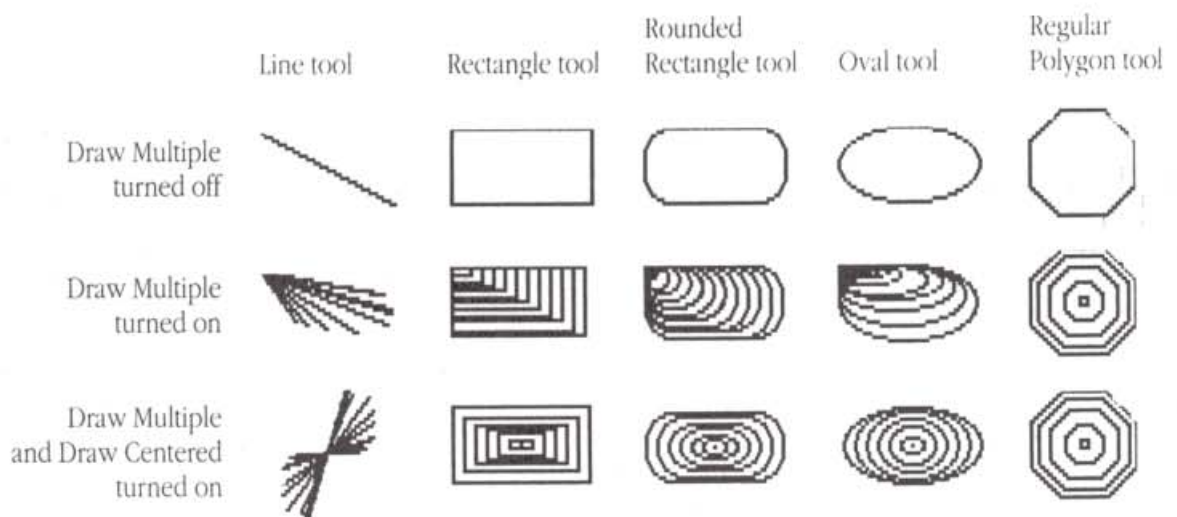 Line tool
Rectangle tool
Rounded
Rectangle tool
Oval tool
Regular
Polygon tool
Draw Multiple
turned off
Draw Multiple
turned on
Draw Multiple
and Draw Centered
turned on